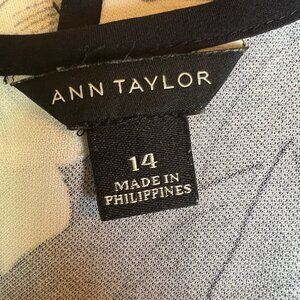 ANN TAYLOR
14
MADE IN
PHILIPPINES